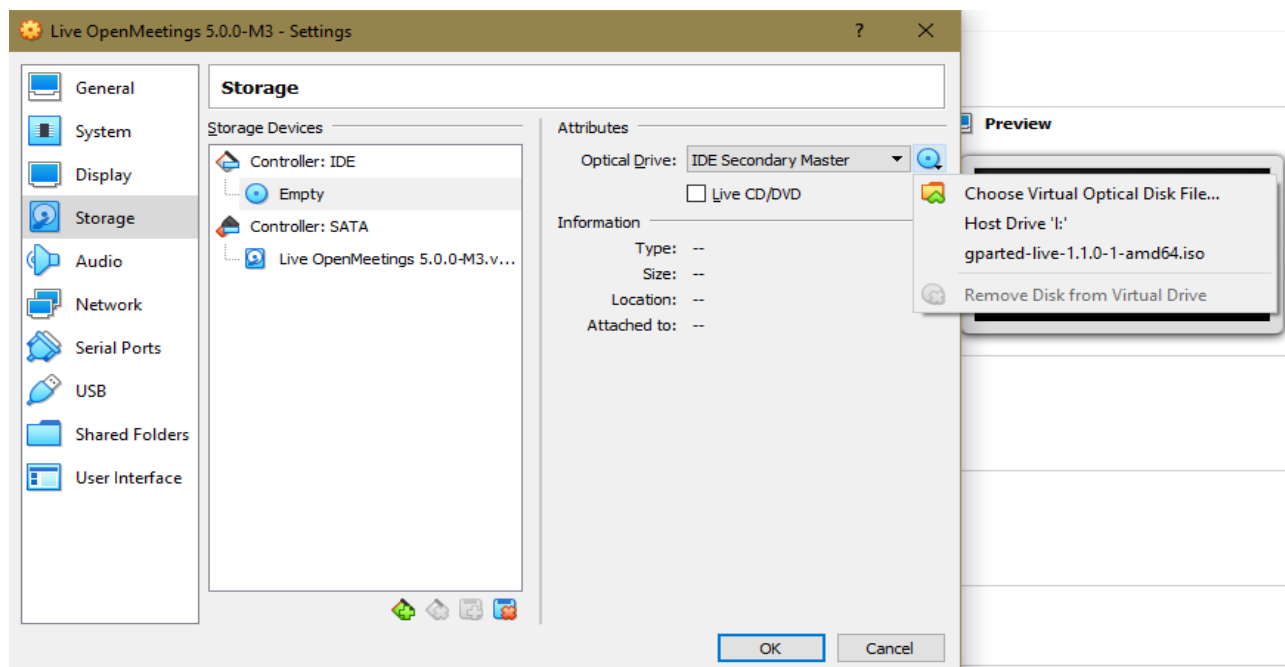 Live OpenMeetings 5.0.0-M3 - Settings
?
General
System
Display
Storage
Audio
Network
Serial Ports
USB
Shared Folders
User Interface
Storage
Storage Devices
Controller: IDE
Empty
Controller: SATA
Live OpenMeetings 5.0.0-M3.v...
Attributes
Optical Drive: IDE Secondary Master
Live CD/DVD
Information
Type: --
Size: --
Location: --
Attached to: --
Preview
Choose Virtual Optical Disk File...
Host Drive 'I:'
gparted-live-1.1.0-1-amd64.iso
Remove Disk from Virtual Drive
OK
Cancel